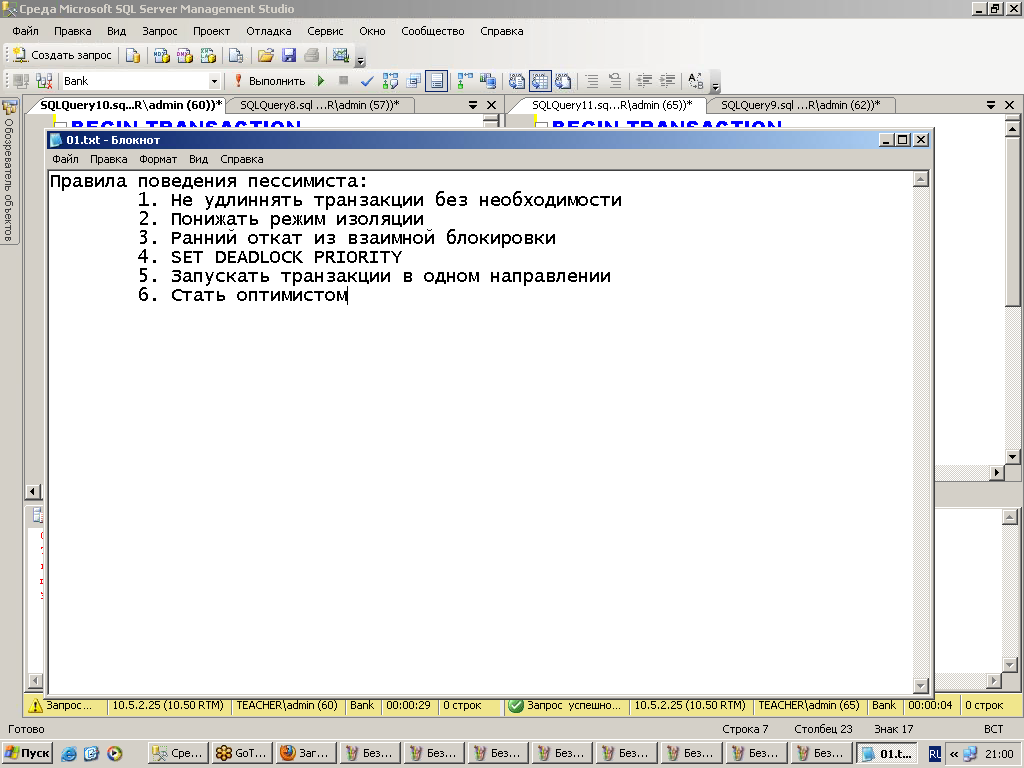 Среда Microsoft SQL Server Management Studio
Файл Правка Вид Запрос Проект Отладка Сервис Окно Сообщество Справка
Создать запрос
Bank Выполнить
SQLQuery10.sq...R\admin (60))* SQLQuery8.sql ...R\admin (57))* SQLQuery11.sq...R\admin (65))* SQLQuery9.sql ...R\admin (62))*
Обозреватель объектов
BEGIN TRANSACTION BEGIN TRANSACTION
01.txt - Блокнот
Файл Правка Формат Вид Справка
Правила поведения пессимиста:
1. Не удлиннять транзакции без необходимости
2. Понижать режим изоляции
3. Ранний откат из взаимной блокировки
4. SET DEADLOCK PRIORITY
5. Запускать транзакции в одном направлении
6. Стать оптимистом
Запрос... 10.5.2.25 (10.50 RTM) TEACHER\admin (60) Bank 00:00:29 0 строк Запрос успешно... 10.5.2.25 (10.50 RTM) TEACHER\admin (65) Bank 00:00:04 0 строк
Готово Строка 7 Столбец 23 Знак 17 ВСТ
Пуск Сре... GoT... Заг... Без... Без... Без... Без... Без... Без... Без... Без... 01.t... RL « 21:00